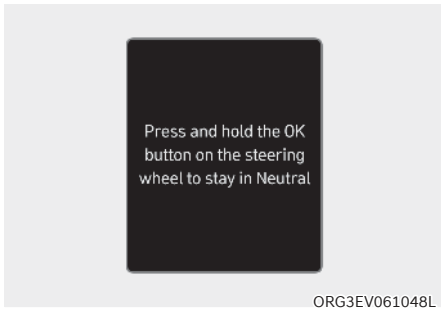 Press and hold the OK
button on the steering
wheel to stay in Neutral
ORG3EV061048L